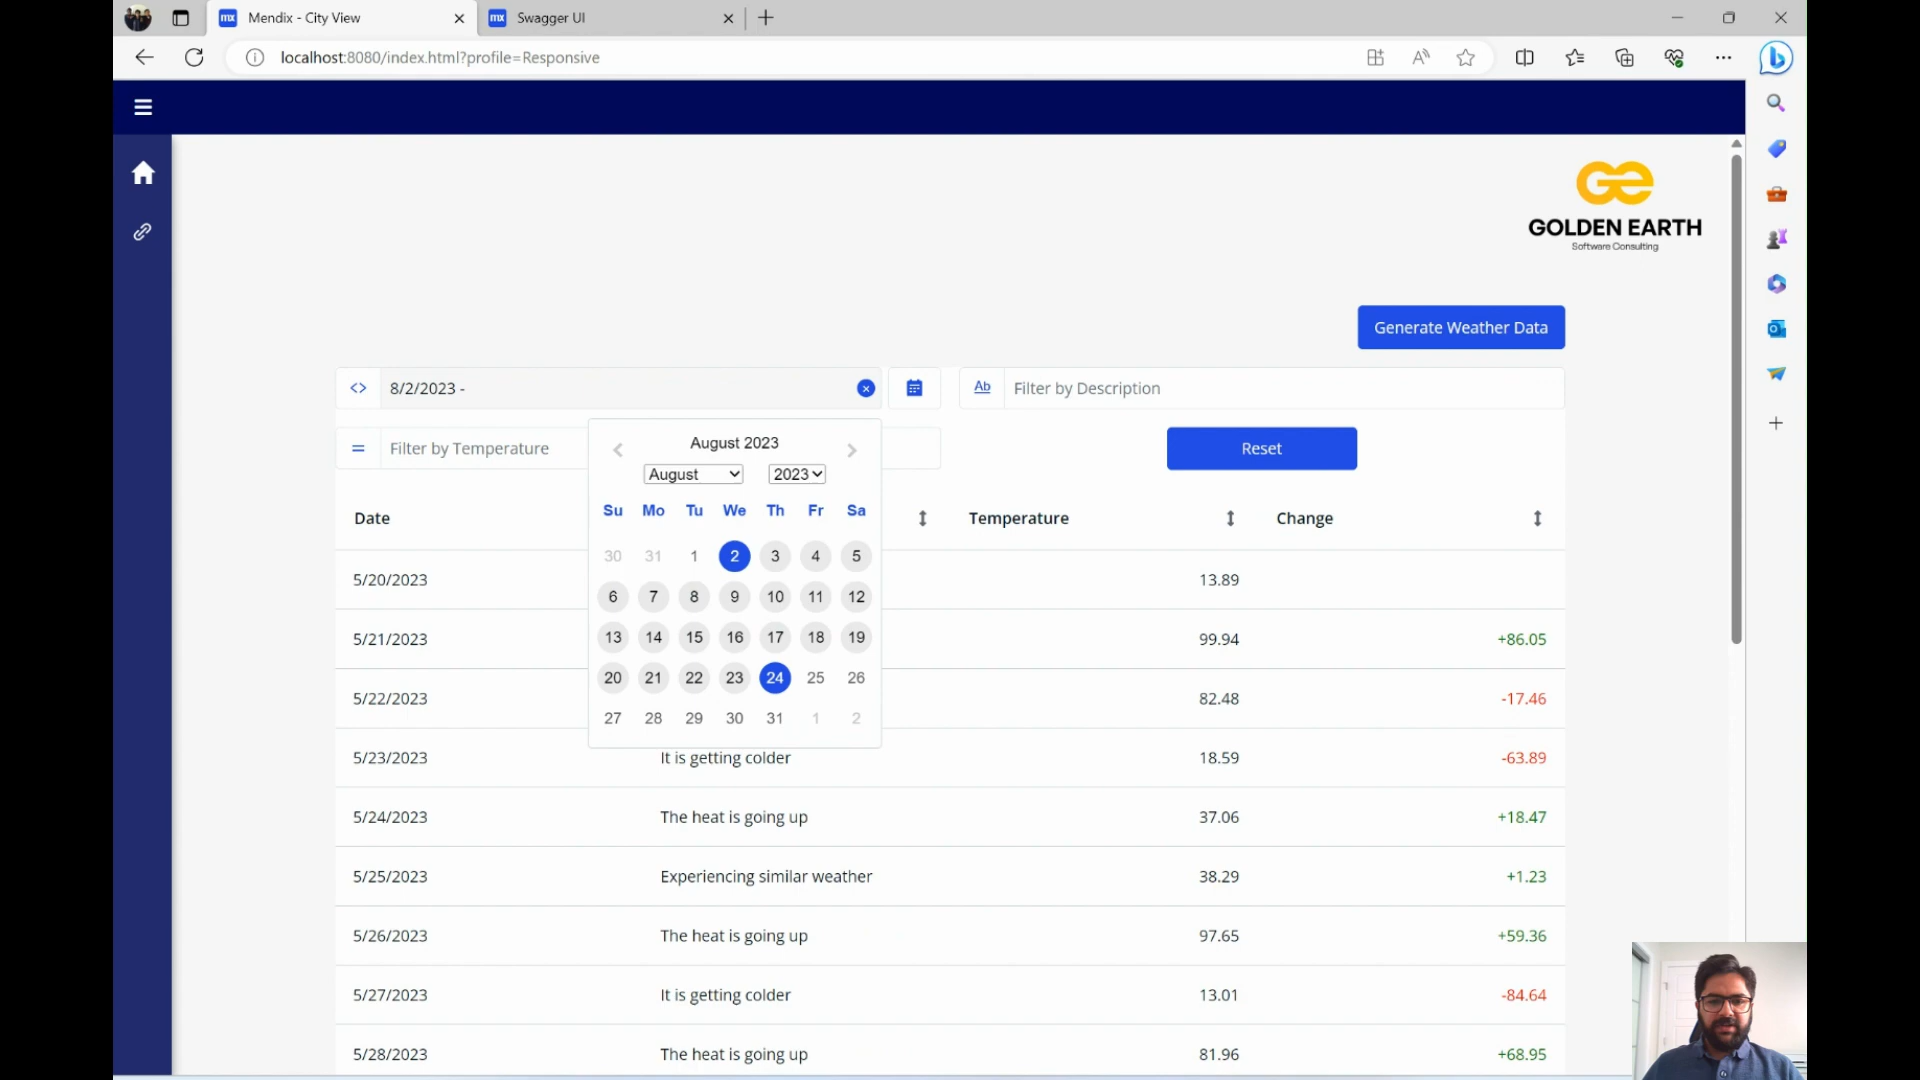 Mendix - City View
Swagger UI
localhost:8080/index.html?profile=Responsive
GOLDEN EARTH
Software Consulting
Generate Weather Data
8/2/2023 -
Ab Filter by Description
= Filter by Temperature
Reset
August 2023
August 2023
Su Mo Tu We Th Fr Sa
30 31 1 2 3 4 5
6 7 8 9 10 11 12
13 14 15 16 17 18 19
20 21 22 23 24 25 26
27 28 29 30 31 1 2
Date Temperature Change
5/20/2023 13.89
5/21/2023 99.94 +86.05
5/22/2023 82.48 -17.46
5/23/2023 It is getting colder 18.59 -63.89
5/24/2023 The heat is going up 37.06 +18.47
5/25/2023 Experiencing similar weather 38.29 +1.23
5/26/2023 The heat is going up 97.65 +59.36
5/27/2023 It is getting colder 13.01 -84.64
5/28/2023 The heat is going up 81.96 +68.95